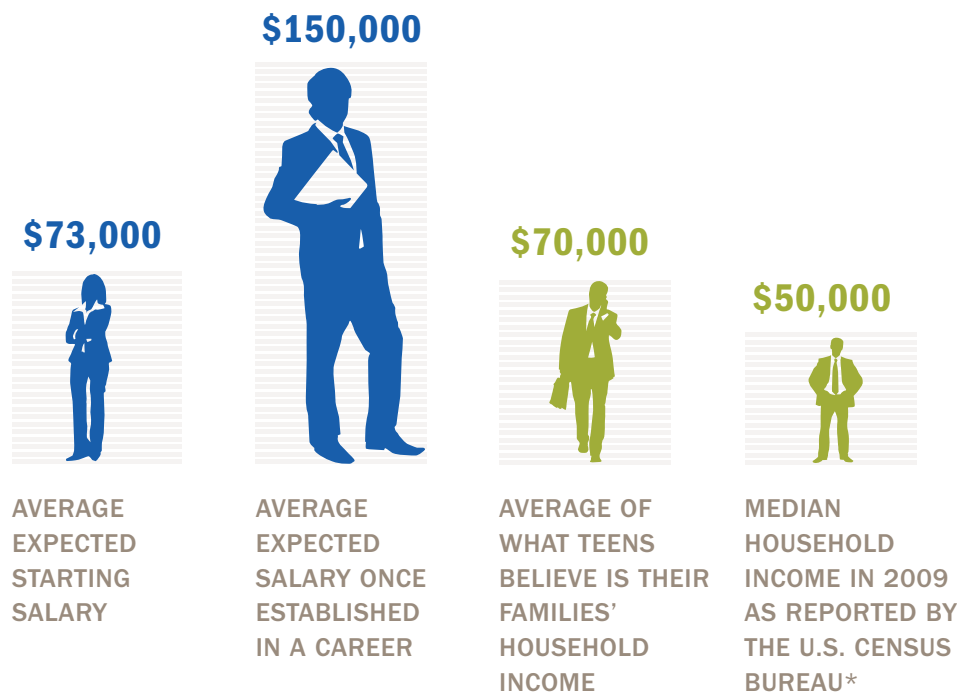 $73,000
AVERAGE
EXPECTED
STARTING
SALARY
$150,000
AVERAGE
EXPECTED
SALARY ONCE
ESTABLISHED
IN A CAREER
$70,000
AVERAGE OF
WHAT TEENS
BELIEVE IS THEIR
FAMILIES’
HOUSEHOLD
INCOME
$50,000
MEDIAN
HOUSEHOLD
INCOME IN 2009
AS REPORTED BY
THE U.S. CENSUS
BUREAU*